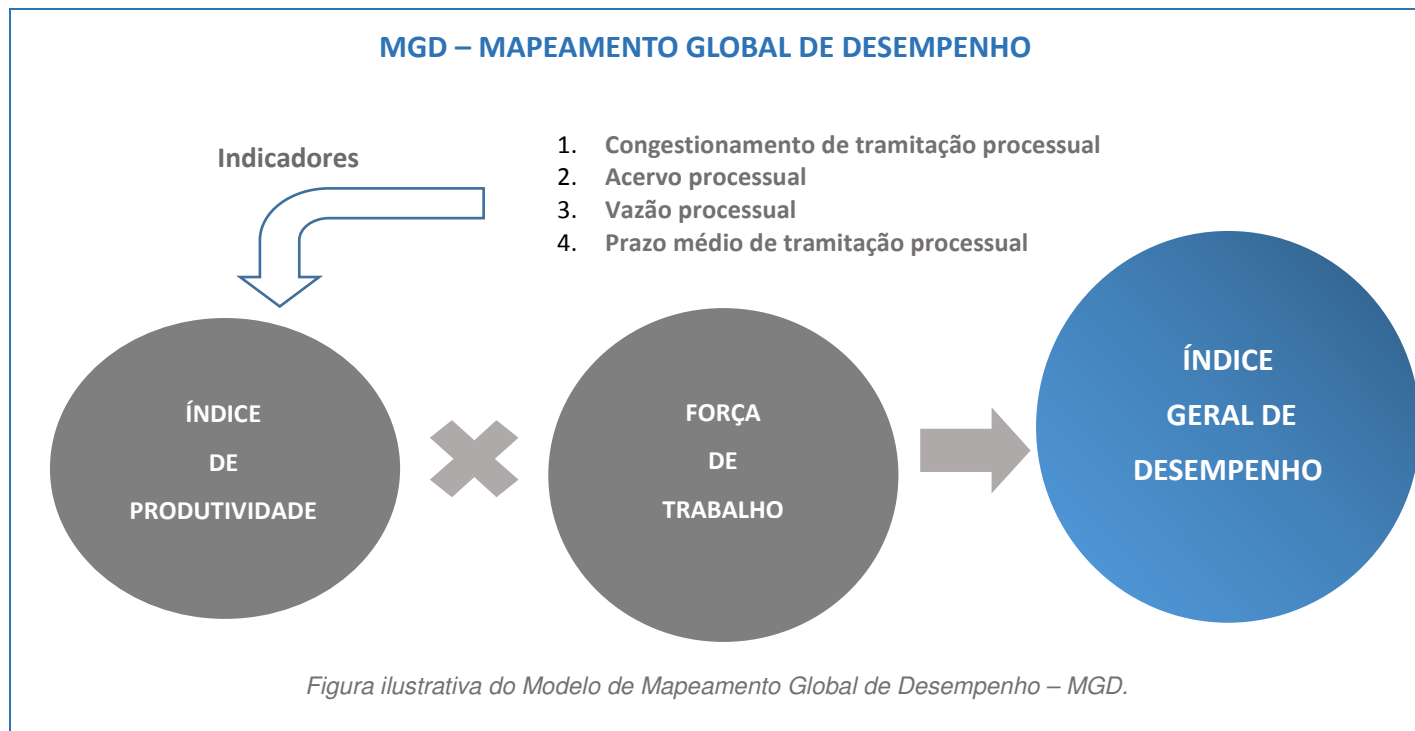 MGD – MAPEAMENTO GLOBAL DE DESEMPENHO
Indicadores
1. Congestionamento de tramitação processual
2. Acervo processual
3. Vazão processual
4. Prazo médio de tramitação processual
ÍNDICE
DE
PRODUTIVIDADE
FORÇA
DE
TRABALHO
ÍNDICE
GERAL DE
DESEMPENHO
Figura ilustrativa do Modelo de Mapeamento Global de Desempenho – MGD.